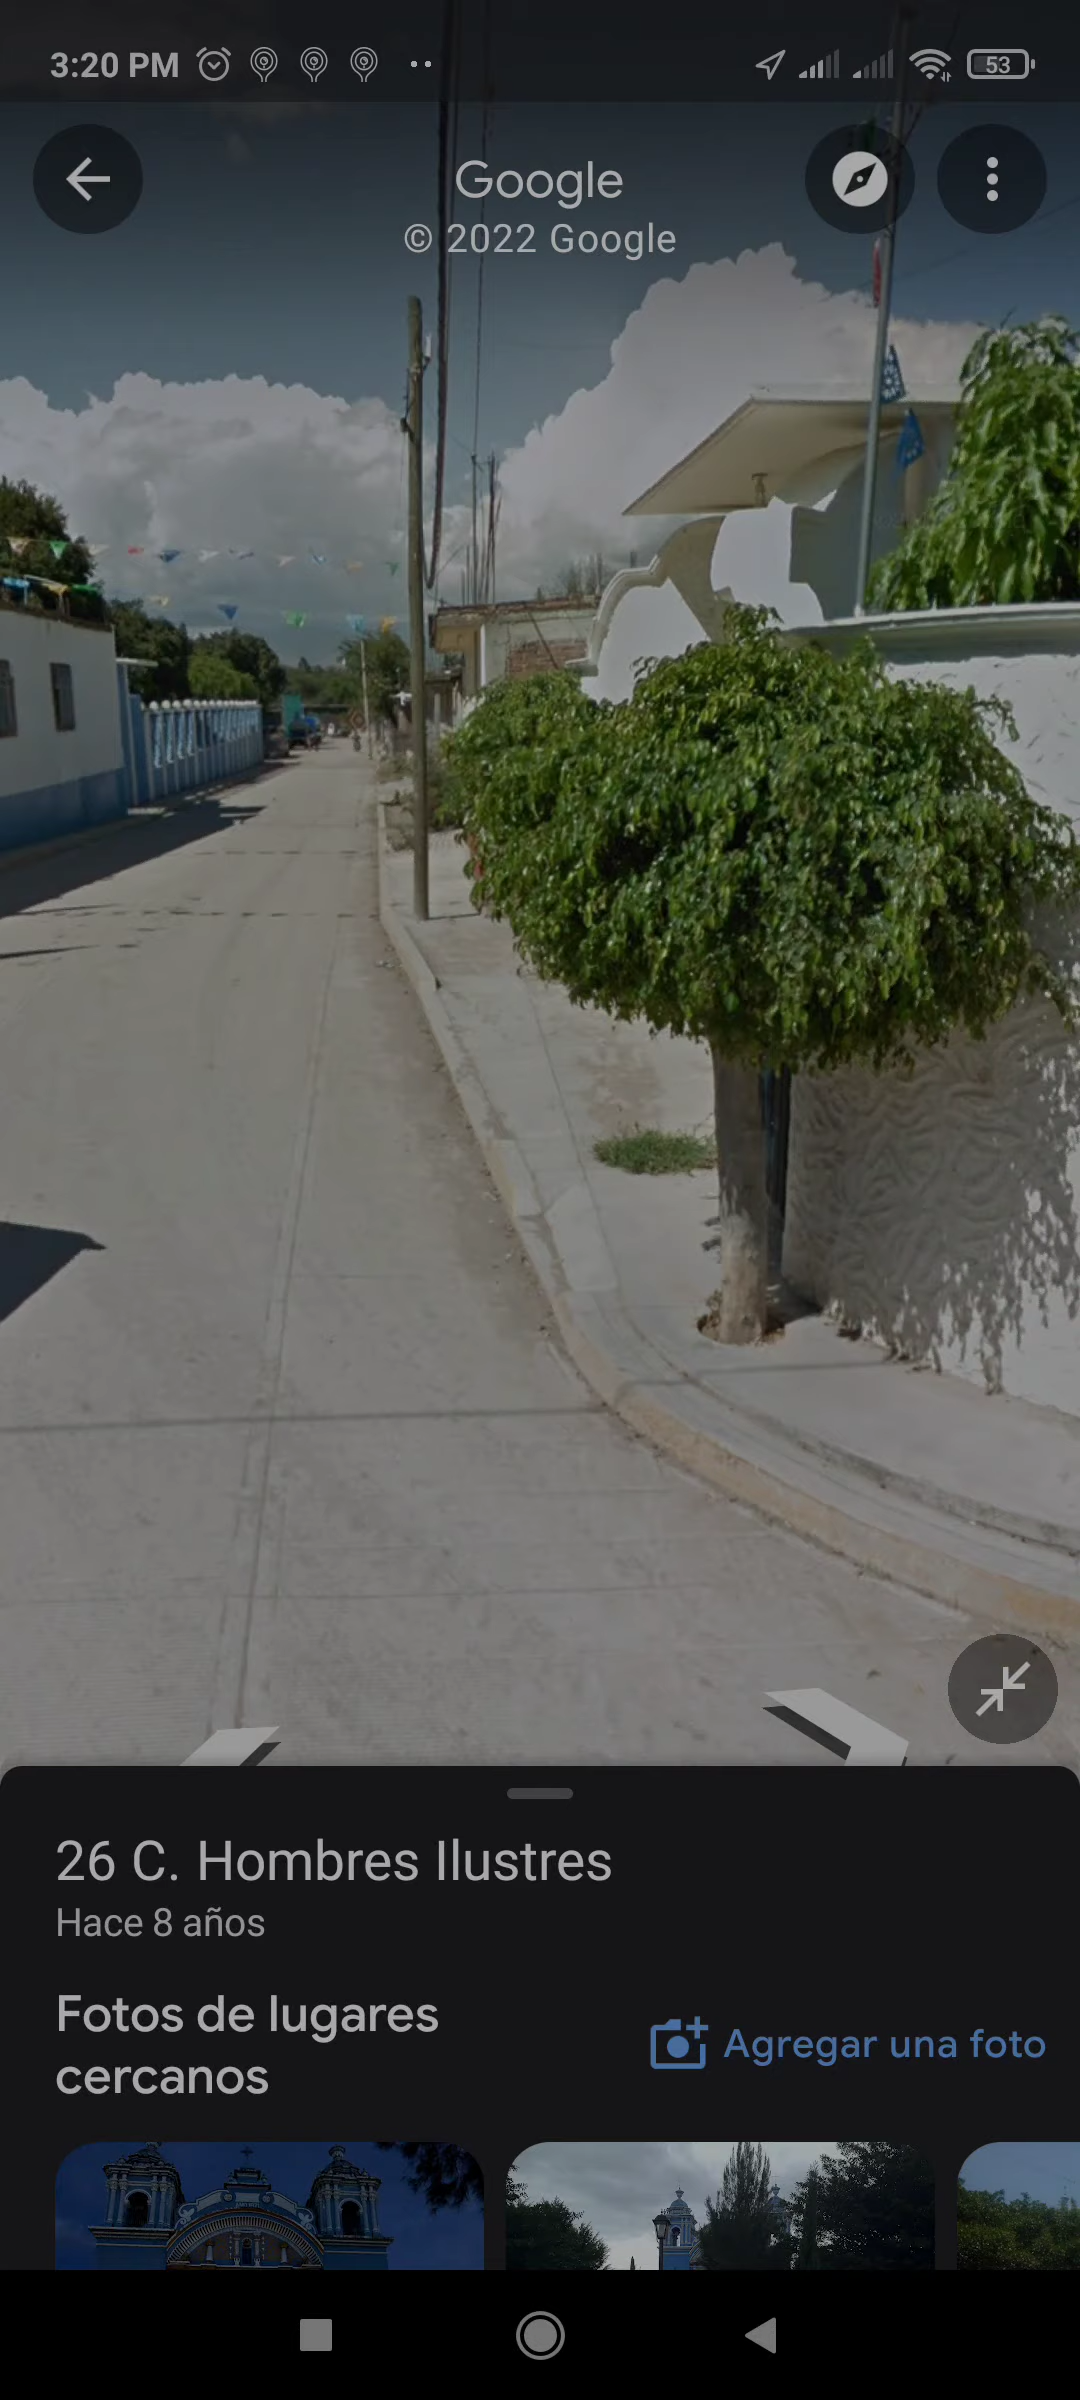 3:20 PM
53
Google
© 2022 Google
26 C. Hombres Ilustres
Hace 8 años
Fotos de lugares
cercanos
Agregar una foto